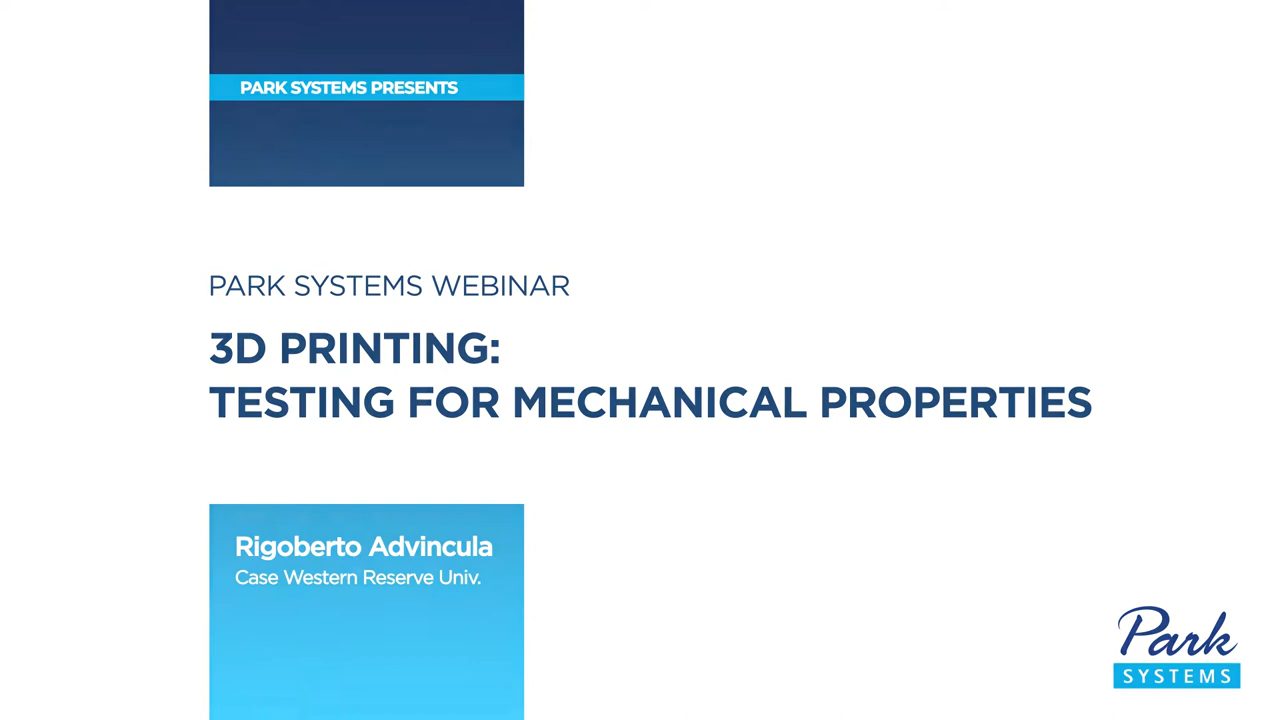 PARK SYSTEMS PRESENTS
PARK SYSTEMS WEBINAR
3D PRINTING:
TESTING FOR MECHANICAL PROPERTIES
Rigoberto Advincula
Case Western Reserve Univ.
Park
SYSTEMS